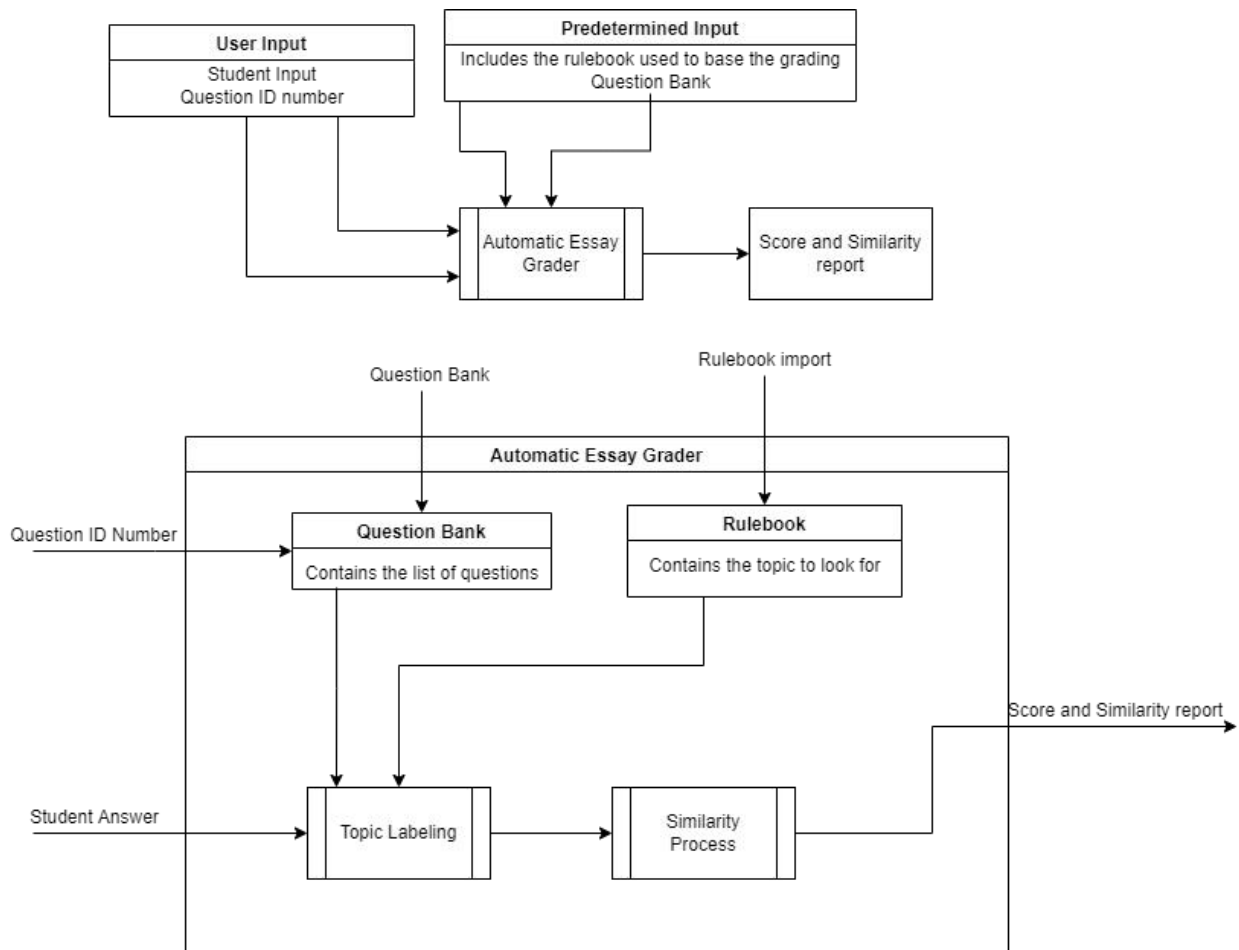 User Input
Student Input
Question ID number
Predetermined Input
Includes the rulebook used to base the grading
Question Bank
Automatic Essay
Grader
Score and Similarity
report
Question Bank
Rulebook import
Automatic Essay Grader
Question ID Number
Question Bank
Contains the list of questions
Rulebook
Contains the topic to look for
Score and Similarity report
Student Answer
Topic Labeling
Similarity
Process